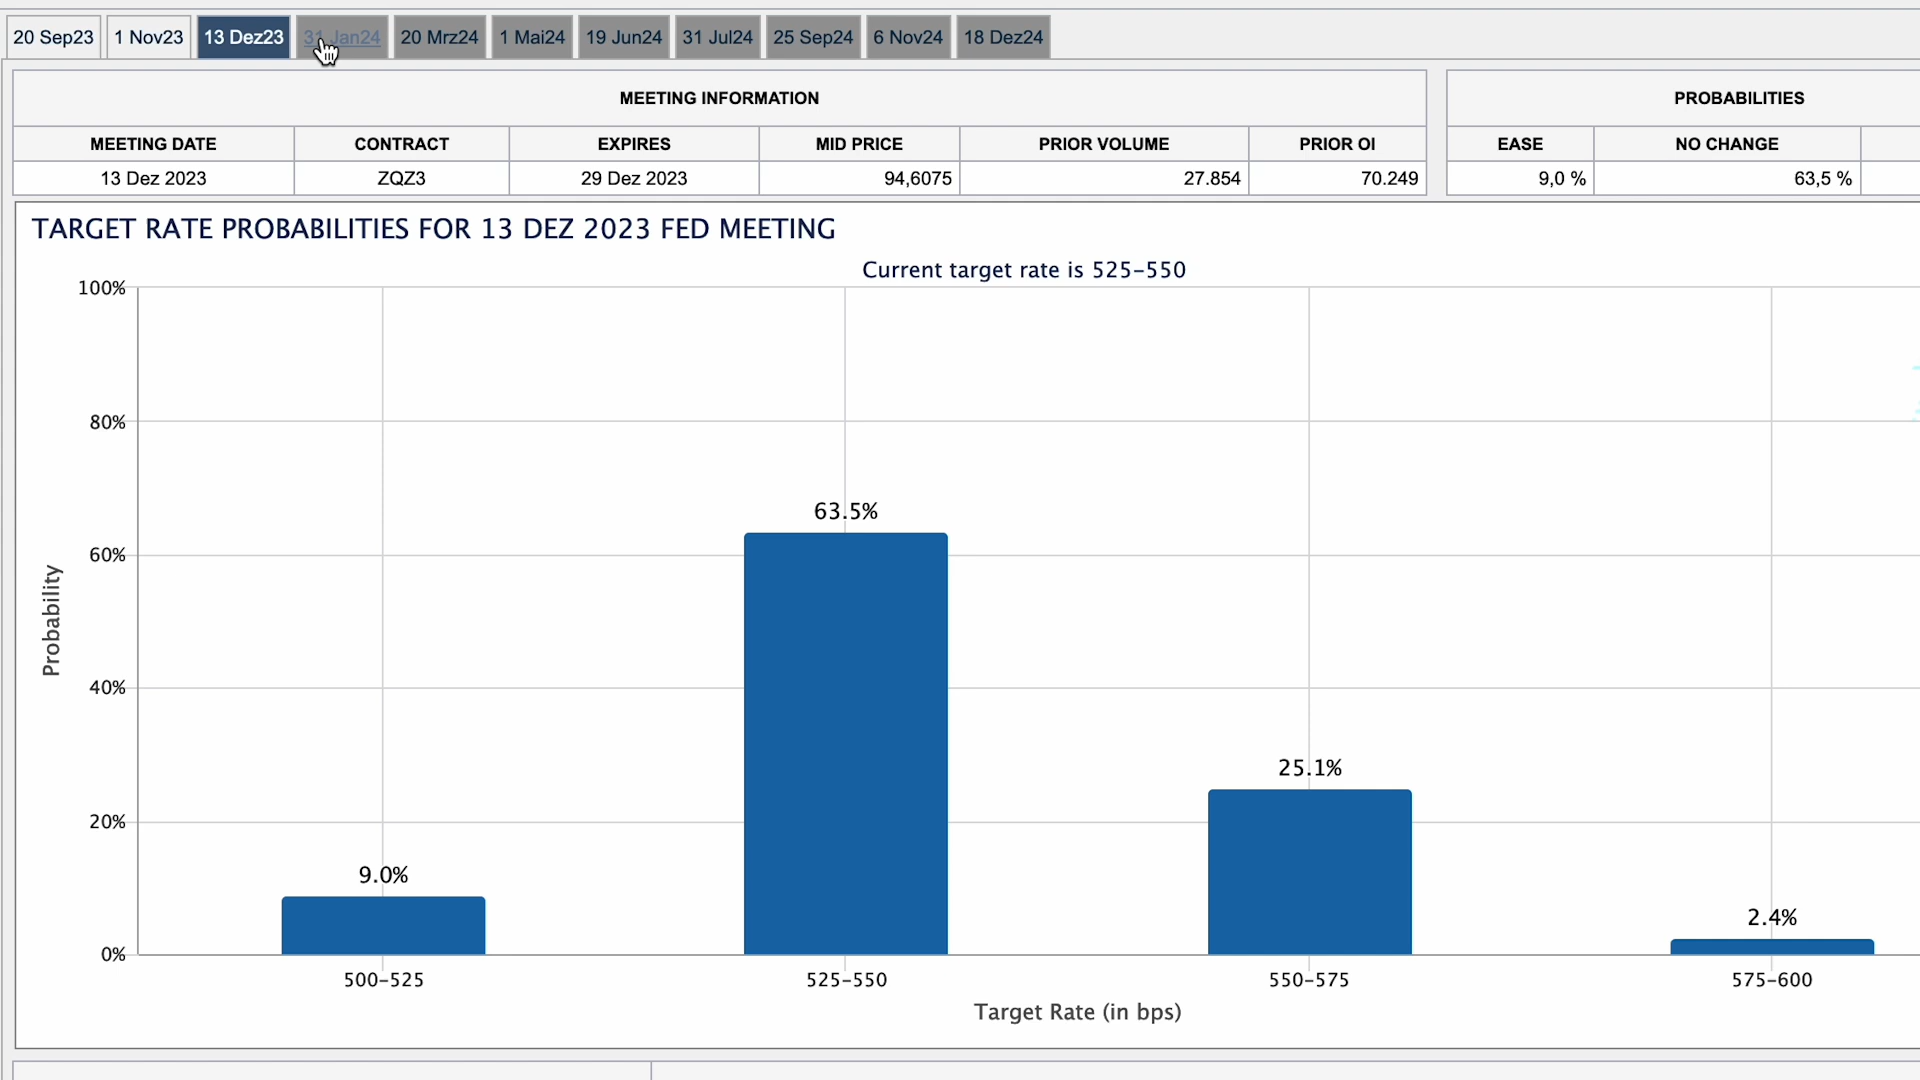 20 Sep23 1 Nov23 13 Dez23 31 Jan24 20 Mrz24 1 Mai24 19 Jun24 31 Jul24 25 Sep24 6 Nov24 18 Dez24
MEETING INFORMATION
MEETING DATE CONTRACT EXPIRES MID PRICE PRIOR VOLUME PRIOR OI
13 Dez 2023 ZQZ3 29 Dez 2023 94,6075 27.854 70.249
PROBABILITIES
EASE NO CHANGE
9,0 % 63,5 %
TARGET RATE PROBABILITIES FOR 13 DEZ 2023 FED MEETING
Current target rate is 525–550
100%
80%
60%
40%
20%
0%
Probability
9.0%
63.5%
25.1%
2.4%
500–525 525–550 550–575 575–600
Target Rate (in bps)